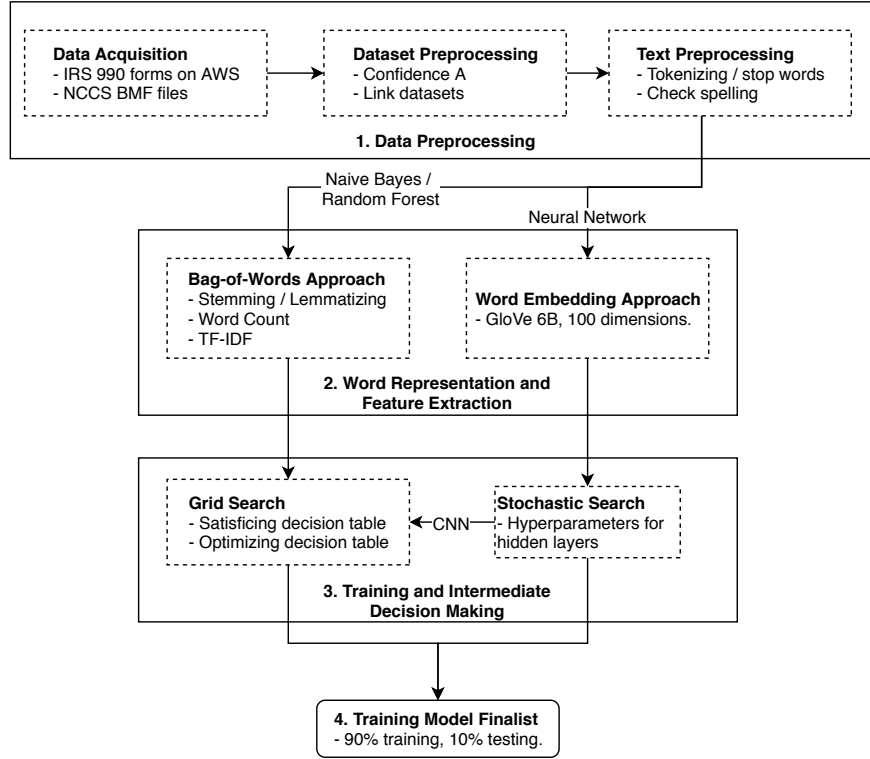 Data Acquisition
- IRS 990 forms on AWS
- NCCS BMF files
Dataset Preprocessing
- Confidence A
- Link datasets
Text Preprocessing
- Tokenizing / stop words
- Check spelling
1. Data Preprocessing
Naive Bayes /
Random Forest
Neural Network
Bag-of-Words Approach
- Stemming / Lemmatizing
- Word Count
- TF-IDF
Word Embedding Approach
- GloVe 6B, 100 dimensions.
2. Word Representation and
Feature Extraction
Grid Search
- Satisficing decision table
- Optimizing decision table
CNN
Stochastic Search
- Hyperparameters for
hidden layers
3. Training and Intermediate
Decision Making
4. Training Model Finalist
- 90% training, 10% testing.